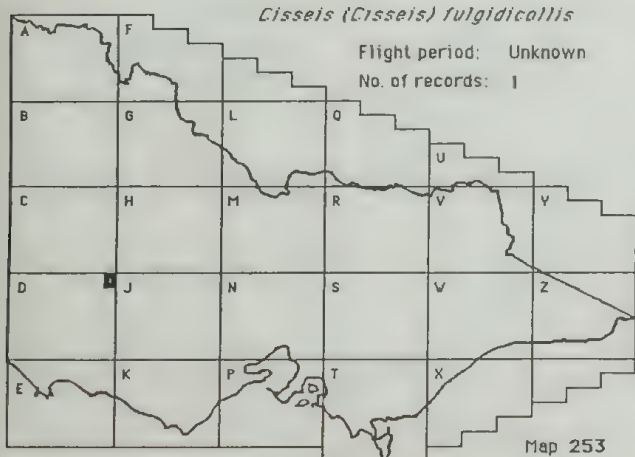 Cisseis (Cisseis) fulgidicollis
Flight period: Unknown
No. of records: 1
A F
B G L Q
U
C H M R V Y
D J N S W Z
E K P T X
Map 253